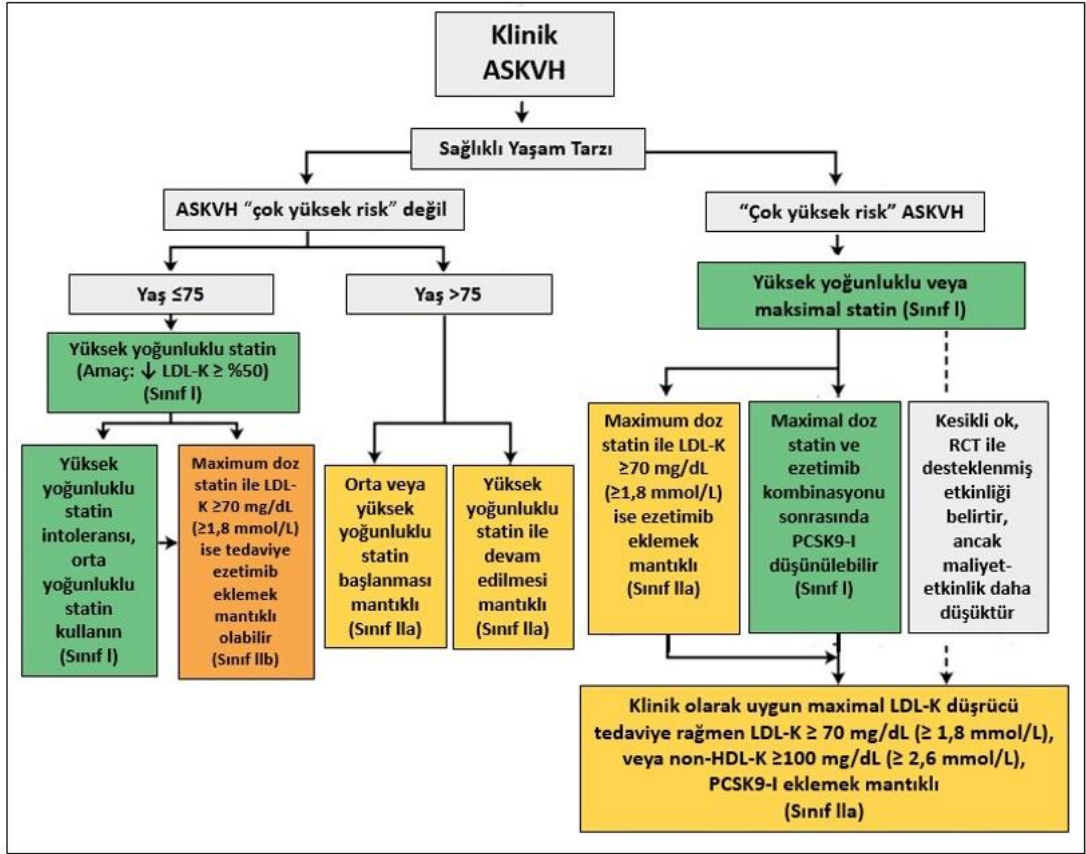 Klinik
ASKVH
Sağlıklı Yaşam Tarzı
ASKVH “çok yüksek risk” değil
“Çok yüksek risk” ASKVH
Yaş ≤75
Yaş >75
Yüksek yoğunluklu veya
maksimal statin (Sınıf I)
Yüksek yoğunluklu statin
(Amaç: ↓ LDL-K ≥ %50)
(Sınıf I)
Yüksek
yoğunluklu
statin
intoleransı,
orta
yoğunluklu
statin
kullanın
(Sınıf I)
Maximum doz
statin ile LDL-
K ≥70 mg/dL
(≥1,8 mmol/L)
ise tedaviye
ezetimib
eklemek
mantıklı
olabilir
(Sınıf IIb)
Orta veya
yüksek
yoğunluklu
statin
başlanması
mantıklı
(Sınıf IIa)
Yüksek
yoğunluklu
statin ile
devam
edilmesi
mantıklı
(Sınıf IIa)
Maximum doz
statin ile LDL-K
≥70 mg/dL
(≥1,8 mmol/L)
ise ezetimib
eklemek
mantıklı
(Sınıf IIa)
Maximal doz
statin ve
ezetimib
kombinasyonu
sonrasında
PCSK9-I
düşünülebilir
(Sınıf I)
Kesikli ok,
RCT ile
desteklenmiş
etkinliği
belirtir,
ancak
maliyet-
etkinlik daha
düşüktür
Klinik olarak uygun maximal LDL-K düşrücü
tedaviye rağmen LDL-K ≥ 70 mg/dL (≥ 1,8 mmol/L),
veya non-HDL-K ≥100 mg/dL (≥ 2,6 mmol/L),
PCSK9-I eklemek mantıklı
(Sınıf IIa)